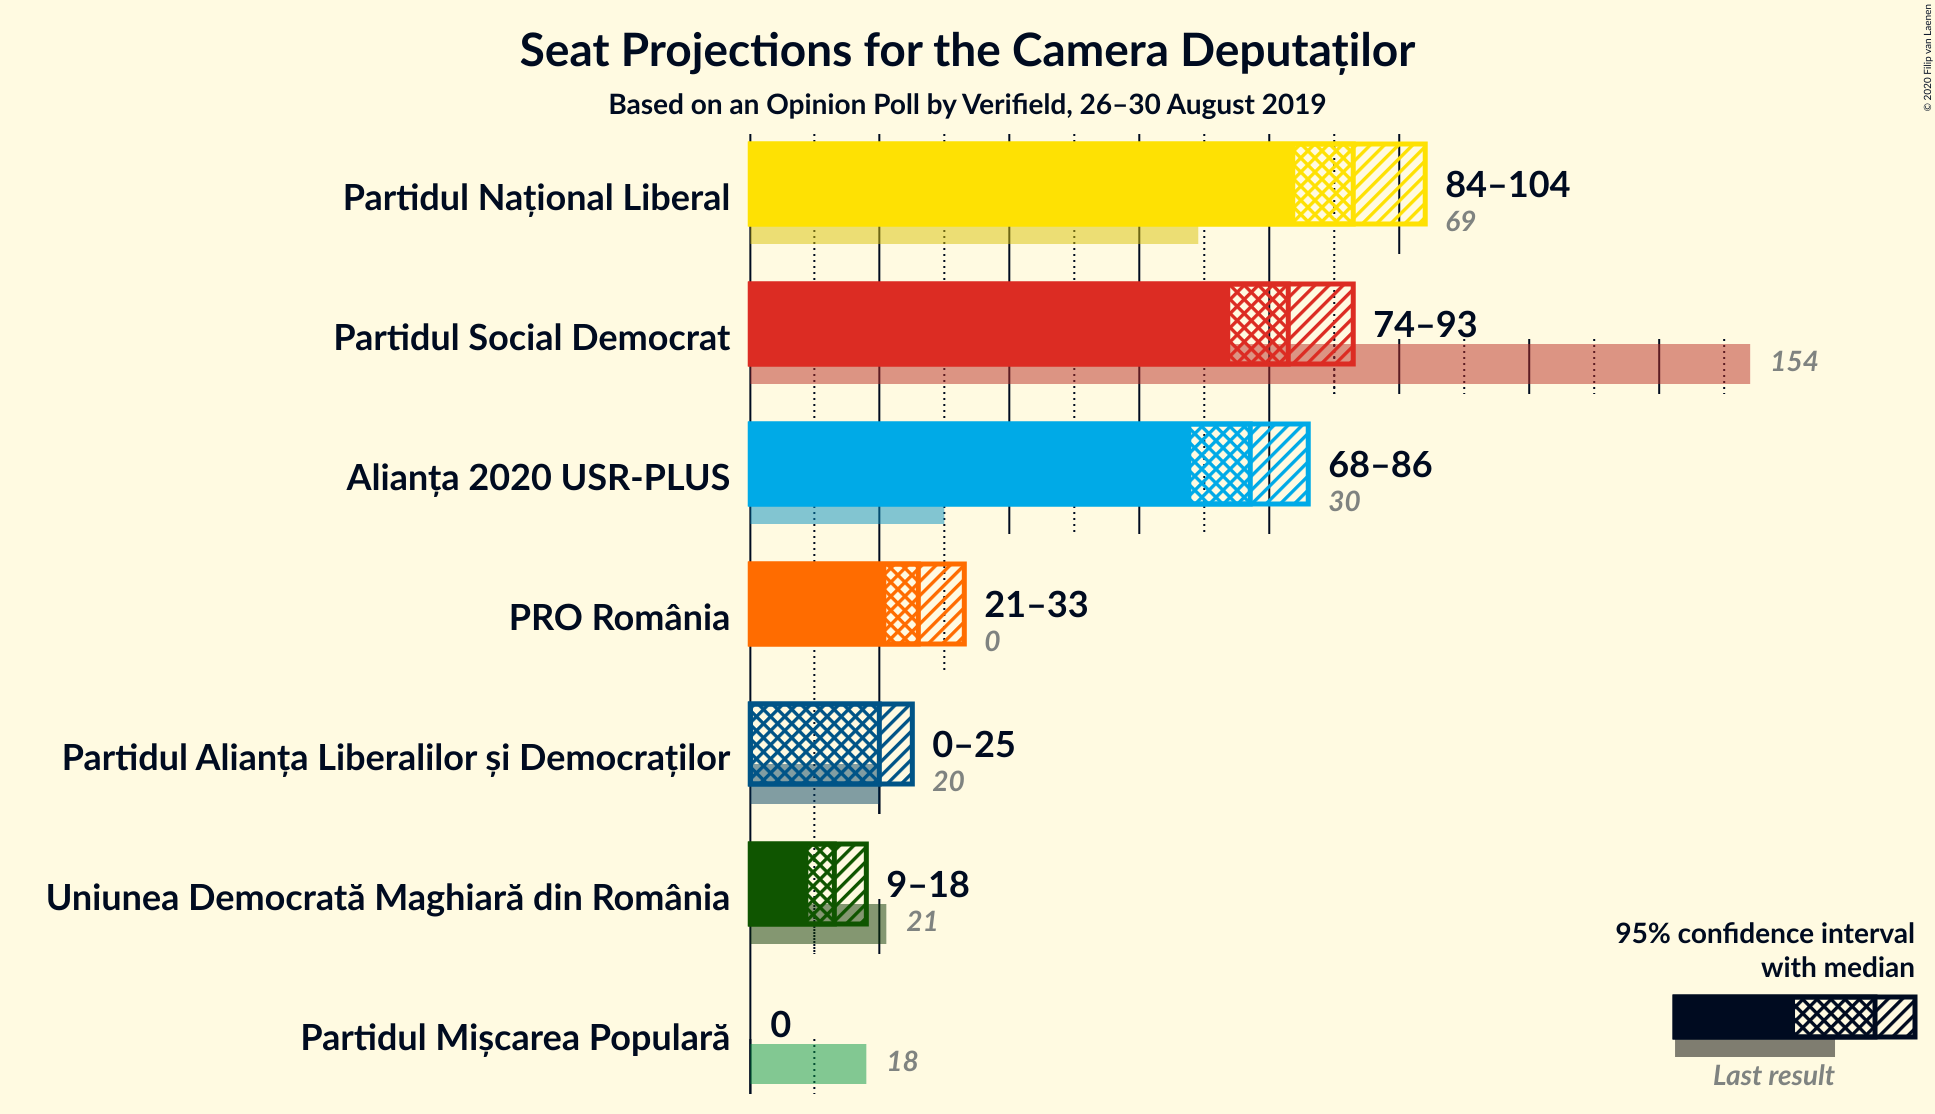 Seat Projections for the Camera Deputaților
Based on an Opinion Poll by Verifield, 26–30 August 2019
© 2020 Filip van Laenen
Partidul Național Liberal
84–104
69
Partidul Social Democrat
74–93
154
Alianța 2020 USR-PLUS
68–86
30
PRO România
21–33
0
Partidul Alianța Liberalilor și Democraților
0–25
20
Uniunea Democrată Maghiară din România
9–18
21
Partidul Mișcarea Populară
0
18
95% confidence interval
with median
Last result